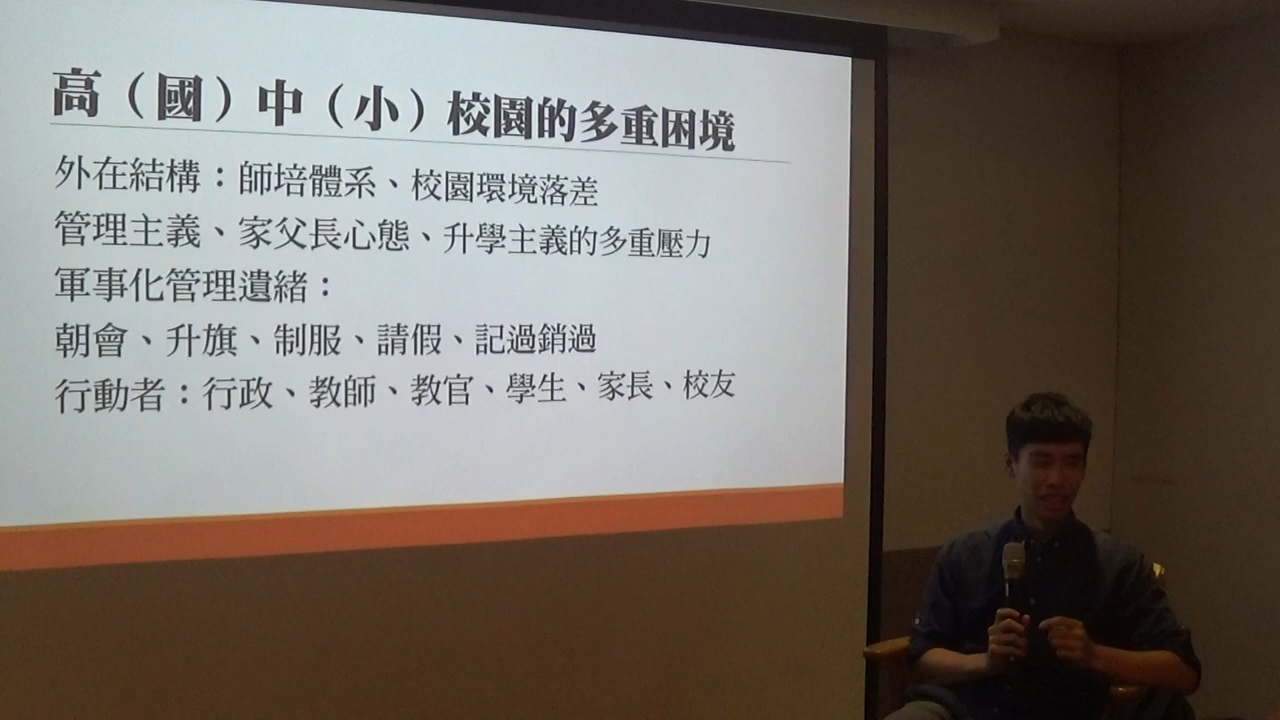 高（國）中（小）校園的多重困境
外在結構：師培體系、校園環境落差
管理主義、家父長心態、升學主義的多重壓力
軍事化管理遺緒：
朝會、升旗、制服、請假、記過銷過
行動者：行政、教師、教官、學生、家長、校友